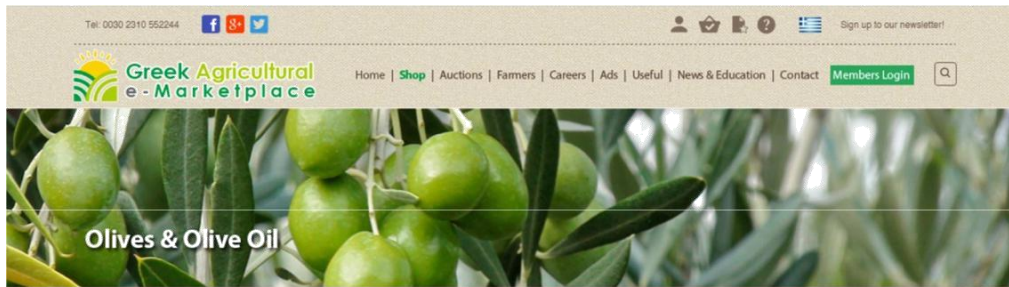 Tel: 0030 2310 552244
Sign up to our newsletter!
Greek Agricultural
e-Marketplace
Home | Shop | Auctions | Farmers | Careers | Ads | Useful | News & Education | Contact
Members Login
Olives & Olive Oil